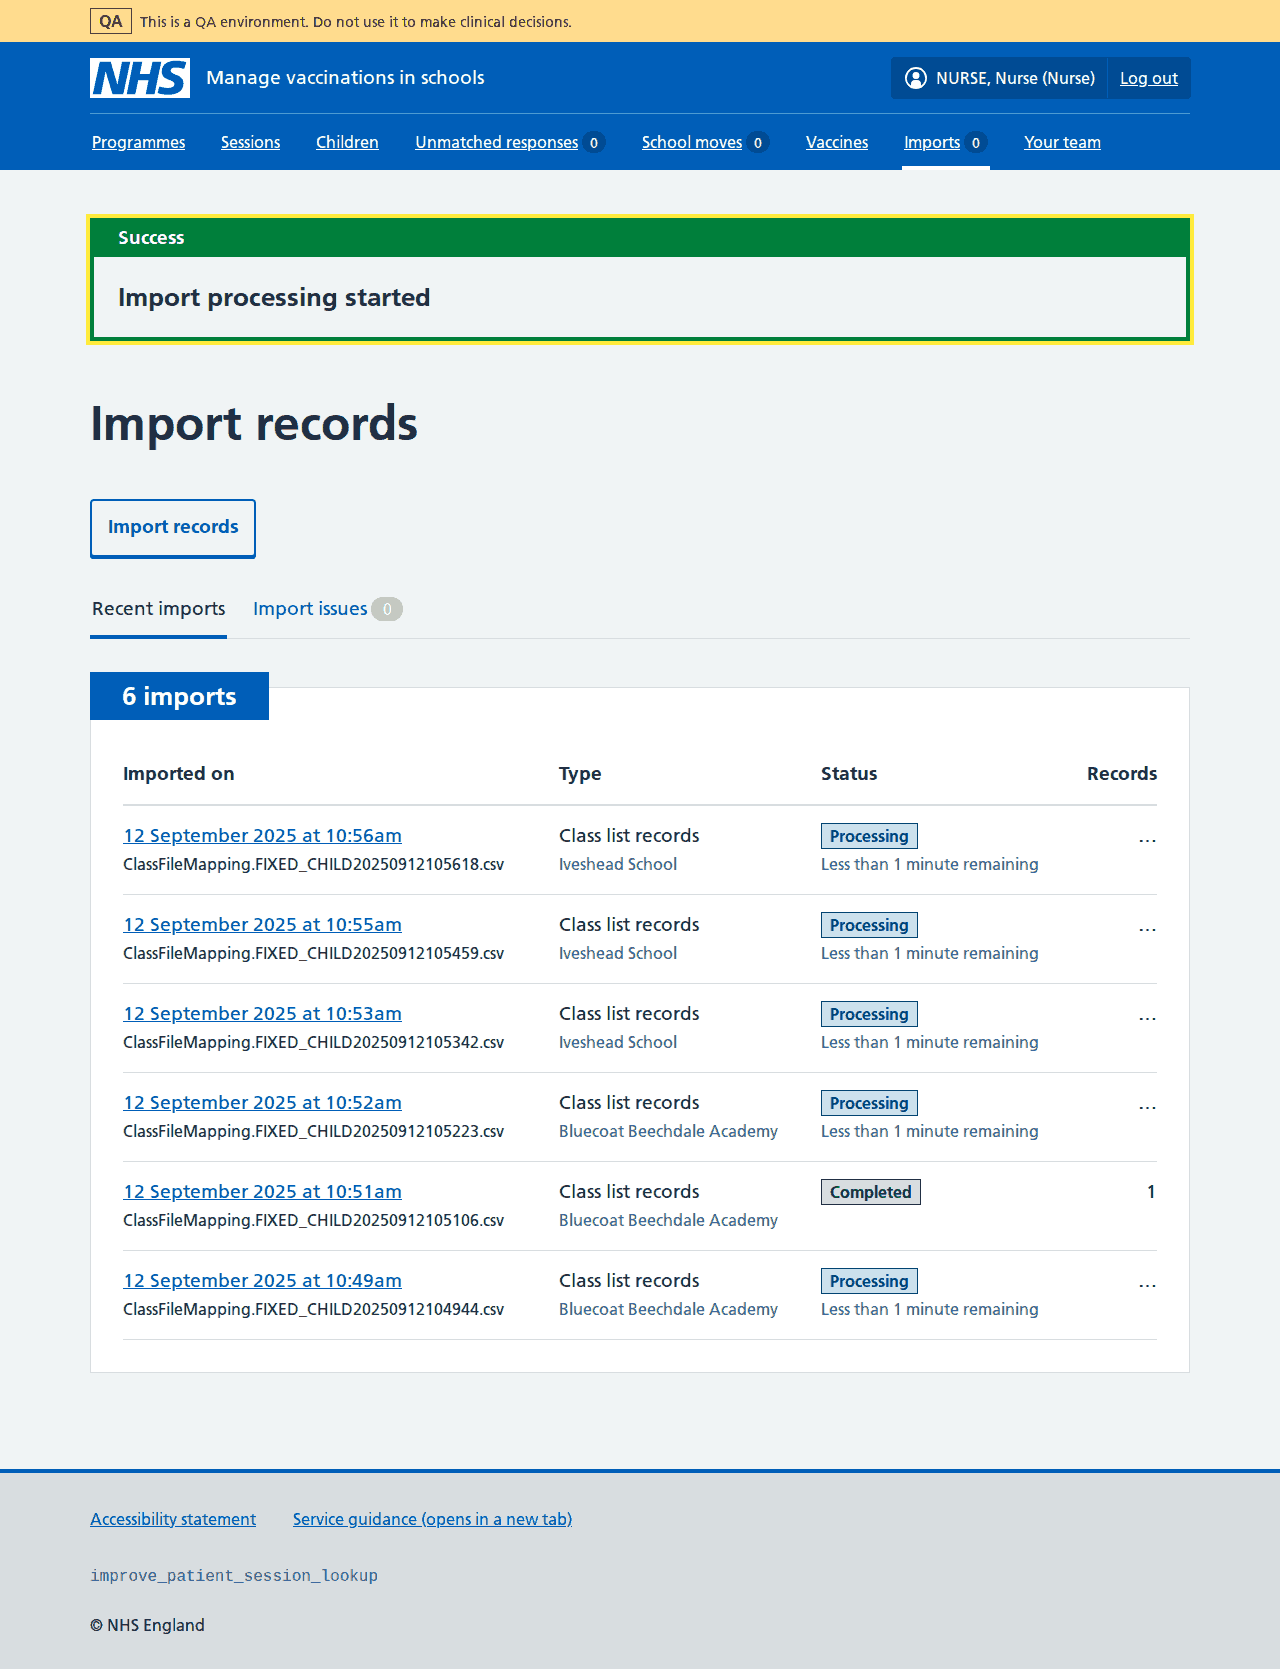 QA This is a QA environment. Do not use it to make clinical decisions.
NHS Manage vaccinations in schools NURSE, Nurse (Nurse) Log out
Programmes Sessions Children Unmatched responses 0 School moves 0 Vaccines Imports 0 Your team
Success
Import processing started
Import records
Import records
Recent imports Import issues 0
6 imports
Imported on Type Status Records
12 September 2025 at 10:56am Class list records Processing ...
ClassFileMapping.FIXED_CHILD20250912105618.csv Iveshead School Less than 1 minute remaining
12 September 2025 at 10:55am Class list records Processing ...
ClassFileMapping.FIXED_CHILD20250912105459.csv Iveshead School Less than 1 minute remaining
12 September 2025 at 10:53am Class list records Processing ...
ClassFileMapping.FIXED_CHILD20250912105342.csv Iveshead School Less than 1 minute remaining
12 September 2025 at 10:52am Class list records Processing ...
ClassFileMapping.FIXED_CHILD20250912105223.csv Bluecoat Beechdale Academy Less than 1 minute remaining
12 September 2025 at 10:51am Class list records Completed 1
ClassFileMapping.FIXED_CHILD20250912105106.csv Bluecoat Beechdale Academy
12 September 2025 at 10:49am Class list records Processing ...
ClassFileMapping.FIXED_CHILD20250912104944.csv Bluecoat Beechdale Academy Less than 1 minute remaining
Accessibility statement Service guidance (opens in a new tab)
improve_patient_session_lookup
© NHS England